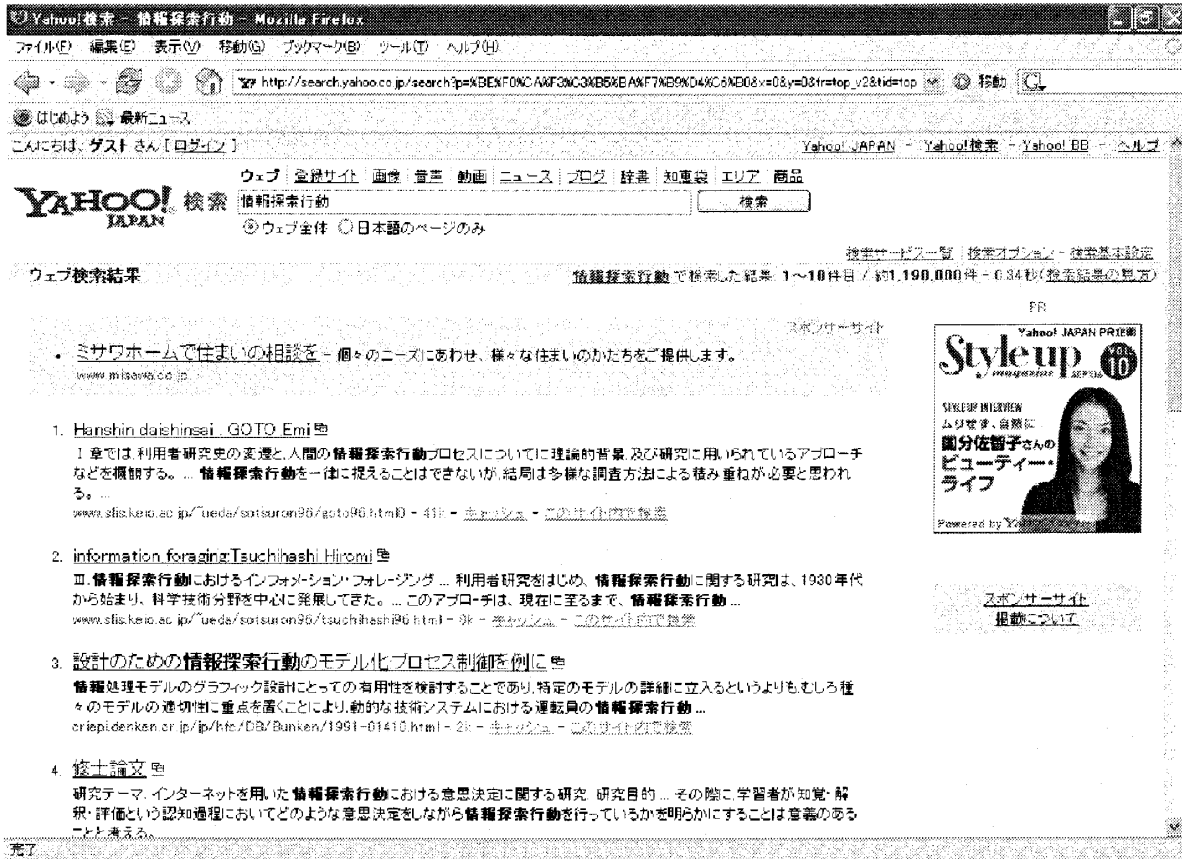 Yahoo!検索 - 情報探索行動 - Mozilla Firefox
ファイル(F) 編集(E) 表示(V) 移動(G) ブックマーク(B) ツール(T) ヘルプ(H)
http://search.yahoo.co.jp/search?p=%BE%F0%CA%F3%C3%B5%BA%F7%B9%D4%C6%B0&x=0&y=0&fr=top_v2&tid=top 移動
はじめよう 最新ニュース
こんにちは、ゲスト さん [ ログイン ] Yahoo! JAPAN - Yahoo!検索 - Yahoo! BB - ヘルプ
ウェブ 登録サイト 画像 音声 動画 ニュース ブログ 辞書 知恵袋 エリア 商品
YAHOO! JAPAN 検索 情報探索行動 検索
ウェブ全体 日本語のページのみ
検索サービス一覧 検索オプション - 検索基本設定
ウェブ検索結果 情報探索行動 で検索した結果 1～10件目 / 約1,190,000件 - 0.34秒(検索結果の見方)
スポンサーサイト
• ミサワホームで住まいの相談を - 個々のニーズにあわせ、様々な住まいのかたちをご提供します。
www.misawa.co.jp
1. Hanshin daishinsai , GOTO Emi
I 章では,利用者研究史の変遷と,人間の情報探索行動プロセスについてに理論的背景,及び研究に用いられているアプローチ
などを概観する。 ... 情報探索行動を一律に捉えることはできないが,結局は多様な調査方法による積み重ねが必要と思われ
る。 ...
www.slis.keio.ac.jp/~ueda/sotsuron96/goto96.html0 - 41k - キャッシュ - このサイト内で検索
2. information foraging:Tsuchihashi Hiromi
III.情報探索行動におけるインフォメーション・フォレージング ... 利用者研究をはじめ、情報探索行動に関する研究は、1930年代
から始まり、科学技術分野を中心に発展してきた。 ... このアプローチは、現在に至るまで、情報探索行動 ...
www.slis.keio.ac.jp/~ueda/sotsuron96/tsuchihashi96.html - 9k - キャッシュ - このサイト内で検索
3. 設計のための情報探索行動のモデル化:プロセス制御を例に
情報処理モデルのグラフィック設計にとっての有用性を検討することであり,特定のモデルの詳細に立入るというよりもむしろ種
々のモデルの適切性に重点を置くことにより,動的な技術システムにおける運転員の情報探索行動 ...
criepi.denken.or.jp/jp/hfc/DB/Bunken/1991-01410.html - 2k - キャッシュ - このサイト内で検索
4. 修士論文
研究テーマ. インターネットを用いた情報探索行動における意思決定に関する研究. 研究目的 ... その際に,学習者が知覚・解
釈・評価という認知過程においてどのような意思決定をしながら情報探索行動を行っているかを明らかにすることは意義のある
ことと考える。
PR
Yahoo! JAPAN PR企画
Style up
magazine
VOL. 10
STYLE UP INTERVIEW
ムリせず、自然に
国分佐智子さんの
ビューティー・
ライフ
Powered by
スポンサーサイト
掲載について
完了